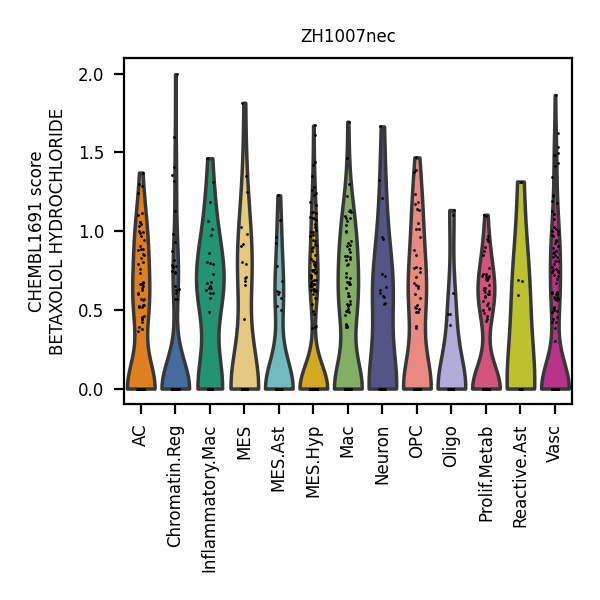 ZH1007nec
CHEMBL1691 score
BETAXOLOL HYDROCHLORIDE
2.0
1.5
1.0
0.5
0.0
AC
Chromatin.Reg
Inflammatory.Mac
MES
MES.Ast
MES.Hyp
Mac
Neuron
OPC
Oligo
Prolif.Metab
Reactive.Ast
Vasc